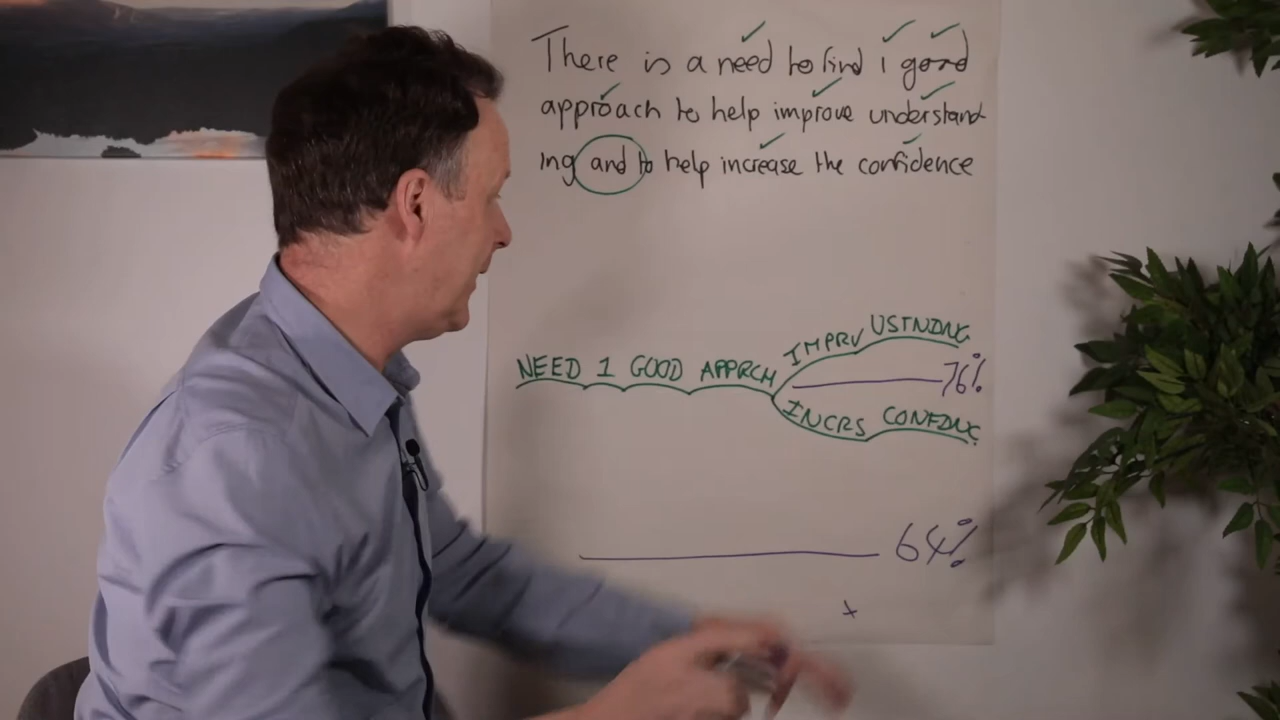 There is a need to find 1 good
approach to help improve understand
ing and to help increase the confidence
NEED 1 GOOD APPRCH
IMPRV USTNDNG
76%
INCRS CONFDNC
64%
x